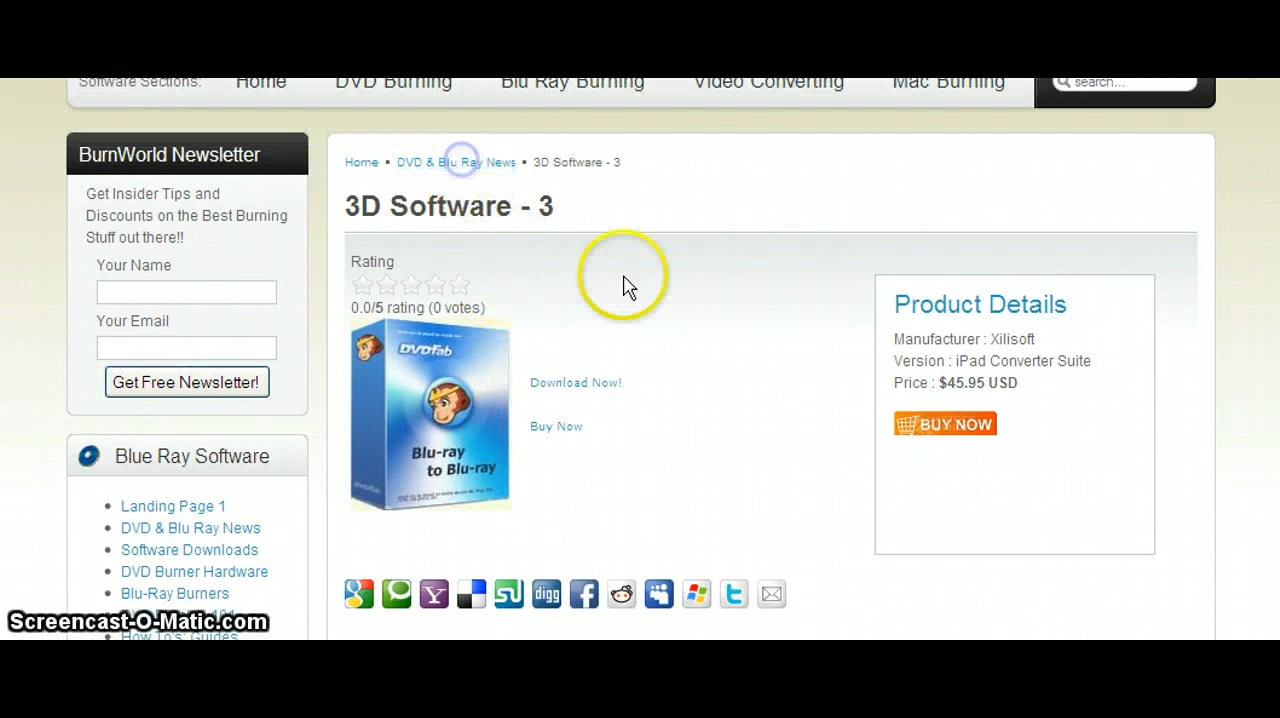 Software Sections: Home DVD Burning Blu Ray Burning Video Converting Mac Burning search...
BurnWorld Newsletter
Get Insider Tips and
Discounts on the Best Burning
Stuff out there!!
Your Name
Your Email
Get Free Newsletter!
Blue Ray Software
Landing Page 1
DVD & Blu Ray News
Software Downloads
DVD Burner Hardware
Blu-Ray Burners
How To's: Guides
Home • DVD & Blu Ray News • 3D Software - 3
3D Software - 3
Rating
0.0/5 rating (0 votes)
DVDFab
Blu-ray
to Blu-ray
Download Now!
Buy Now
Product Details
Manufacturer : Xilisoft
Version : iPad Converter Suite
Price : $45.95 USD
BUY NOW
digg
Screencast-O-Matic.com